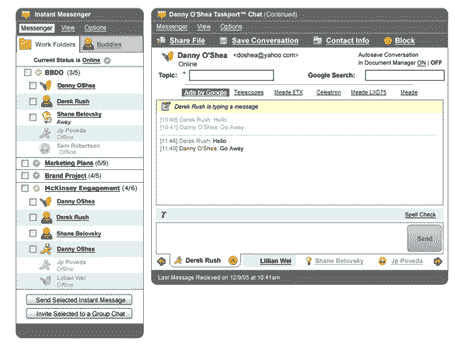 Instant Messenger
Messenger View Options
Work Folders Buddies
Current Status is Online
BBDO (3/5)
Danny OShea
Derek Rush
Shane Belovsky
Away
Jp Poveda
Offline
Sam Robertson
Offline
Marketing Plans (6/9)
Brand Project (4/5)
McKinsey Engagement (4/6)
Danny OShea
Derek Rush
Shane Belovsky
Danny OShea
Jp Poveda
Offline
Lillian Wei
Offline
Send Selected Instant Message
Invite Selected to a Group Chat
Danny O'Shea Taskport™ Chat (Continued)
Messenger View Options
Share File Save Conversation Contact Info Block
Danny O'Shea <doshea@yahoo.com>
Online
Autosave Conversation
in Document Manager ON | OFF
Topic: * Google Search:
Ads by Google Telescopes Meade ETX Celestron Meade LXD75 Meade
Derek Rush is typing a message
[10:40] Derek Rush: Hello
[10:41] Danny O'Shea: Go Away
[11:46] Derek Rush: Hello
[11:49] Danny O'Shea: Go Away
T Spell Check
Send
Derek Rush Lillian Wei Shane Belovsky Jp Poveda
Last Message Recieved on 12/9/05 at 10:41am